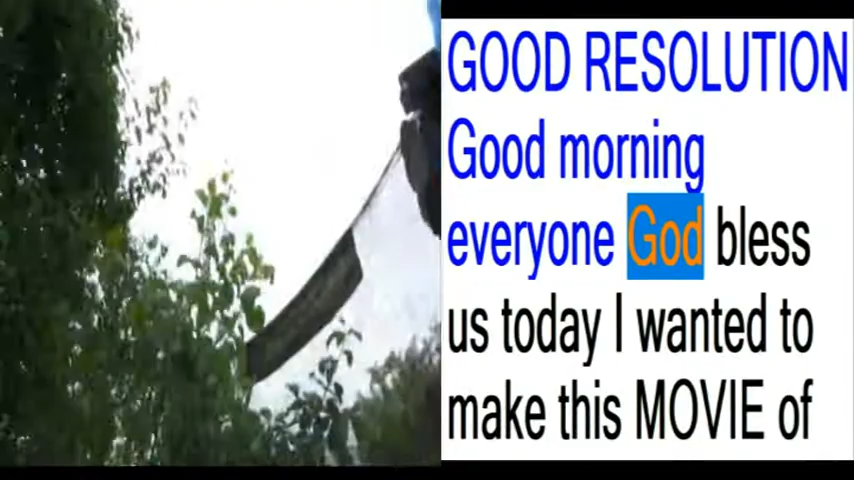 GOOD RESOLUTION
Good morning
everyone God bless
us today I wanted to
make this MOVIE of